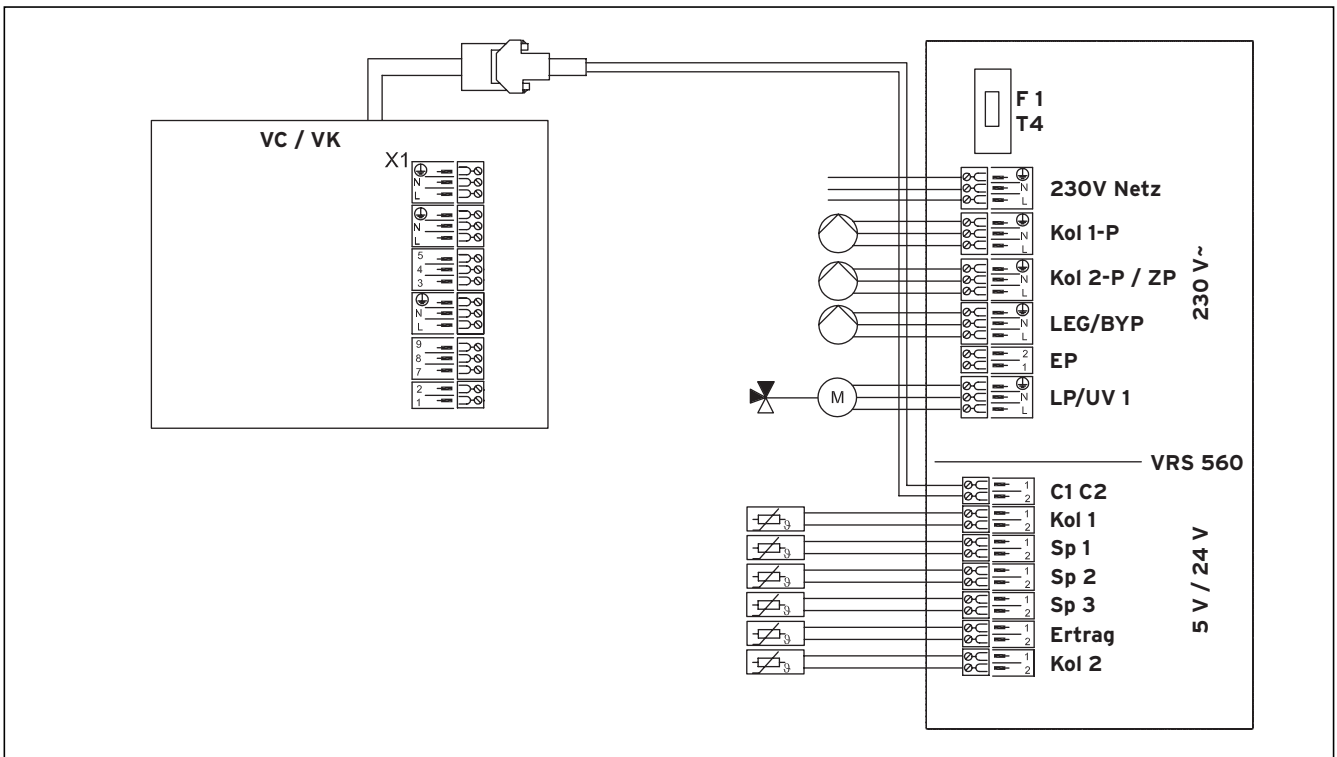 VC / VK
X1
N
L
N
L
5
4
3
N
L
9
8
7
2
1
F 1
T4
N
L
230V Netz
N
L
Kol 1-P
N
L
Kol 2-P / ZP
N
L
LEG/BYP
2
1
EP
M
N
L
LP/UV 1
230 V~
VRS 560
1
2
C1 C2
ϑ
1
2
Kol 1
ϑ
1
2
Sp 1
ϑ
1
2
Sp 2
ϑ
1
2
Sp 3
ϑ
1
2
Ertrag
ϑ
1
2
Kol 2
5 V / 24 V